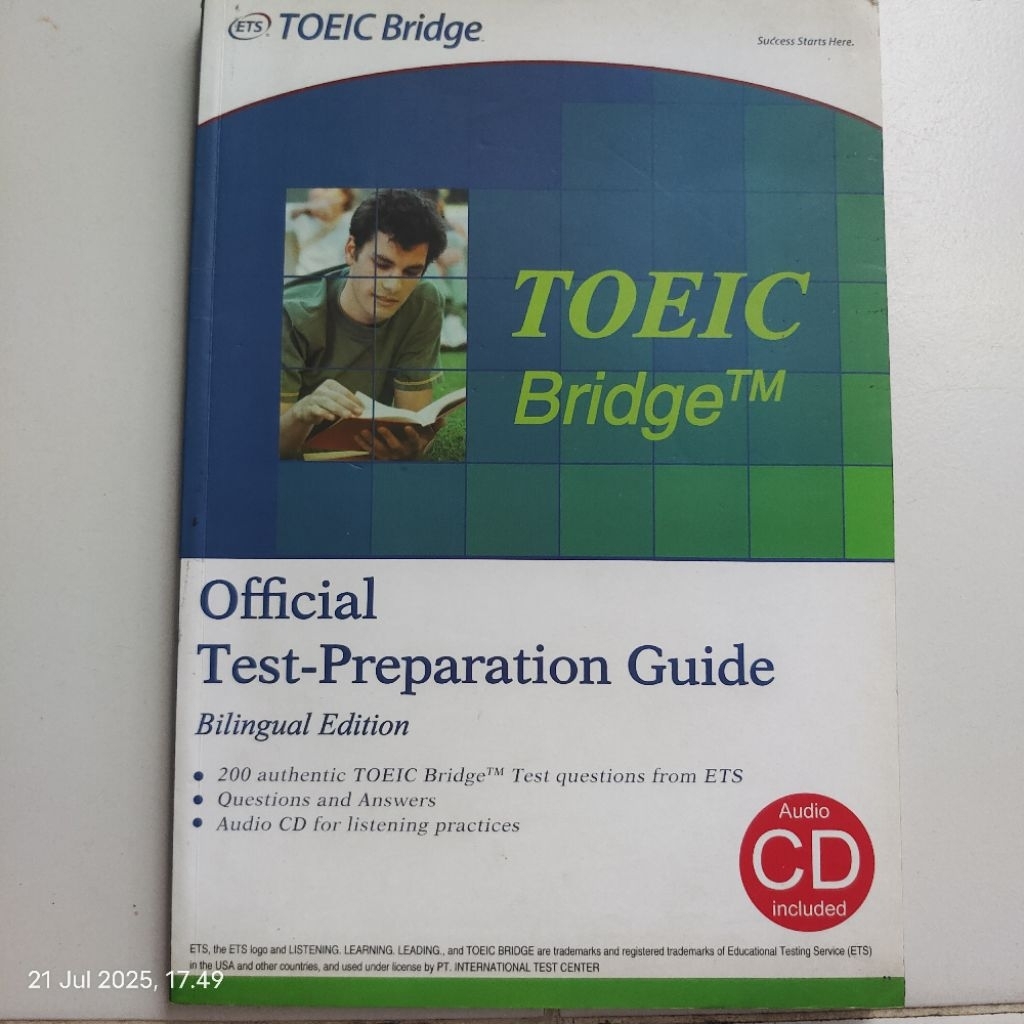 ETS TOEIC Bridge
Success Starts Here.
TOEIC
Bridge™
Official
Test-Preparation Guide
Bilingual Edition
• 200 authentic TOEIC Bridge™ Test questions from ETS
• Questions and Answers
• Audio CD for listening practices
Audio
CD
included
ETS, the ETS logo and LISTENING. LEARNING. LEADING., and TOEIC BRIDGE are trademarks and registered trademarks of Educational Testing Service (ETS)
in the USA and other countries, and used under license by PT. INTERNATIONAL TEST CENTER
21 Jul 2025, 17.49